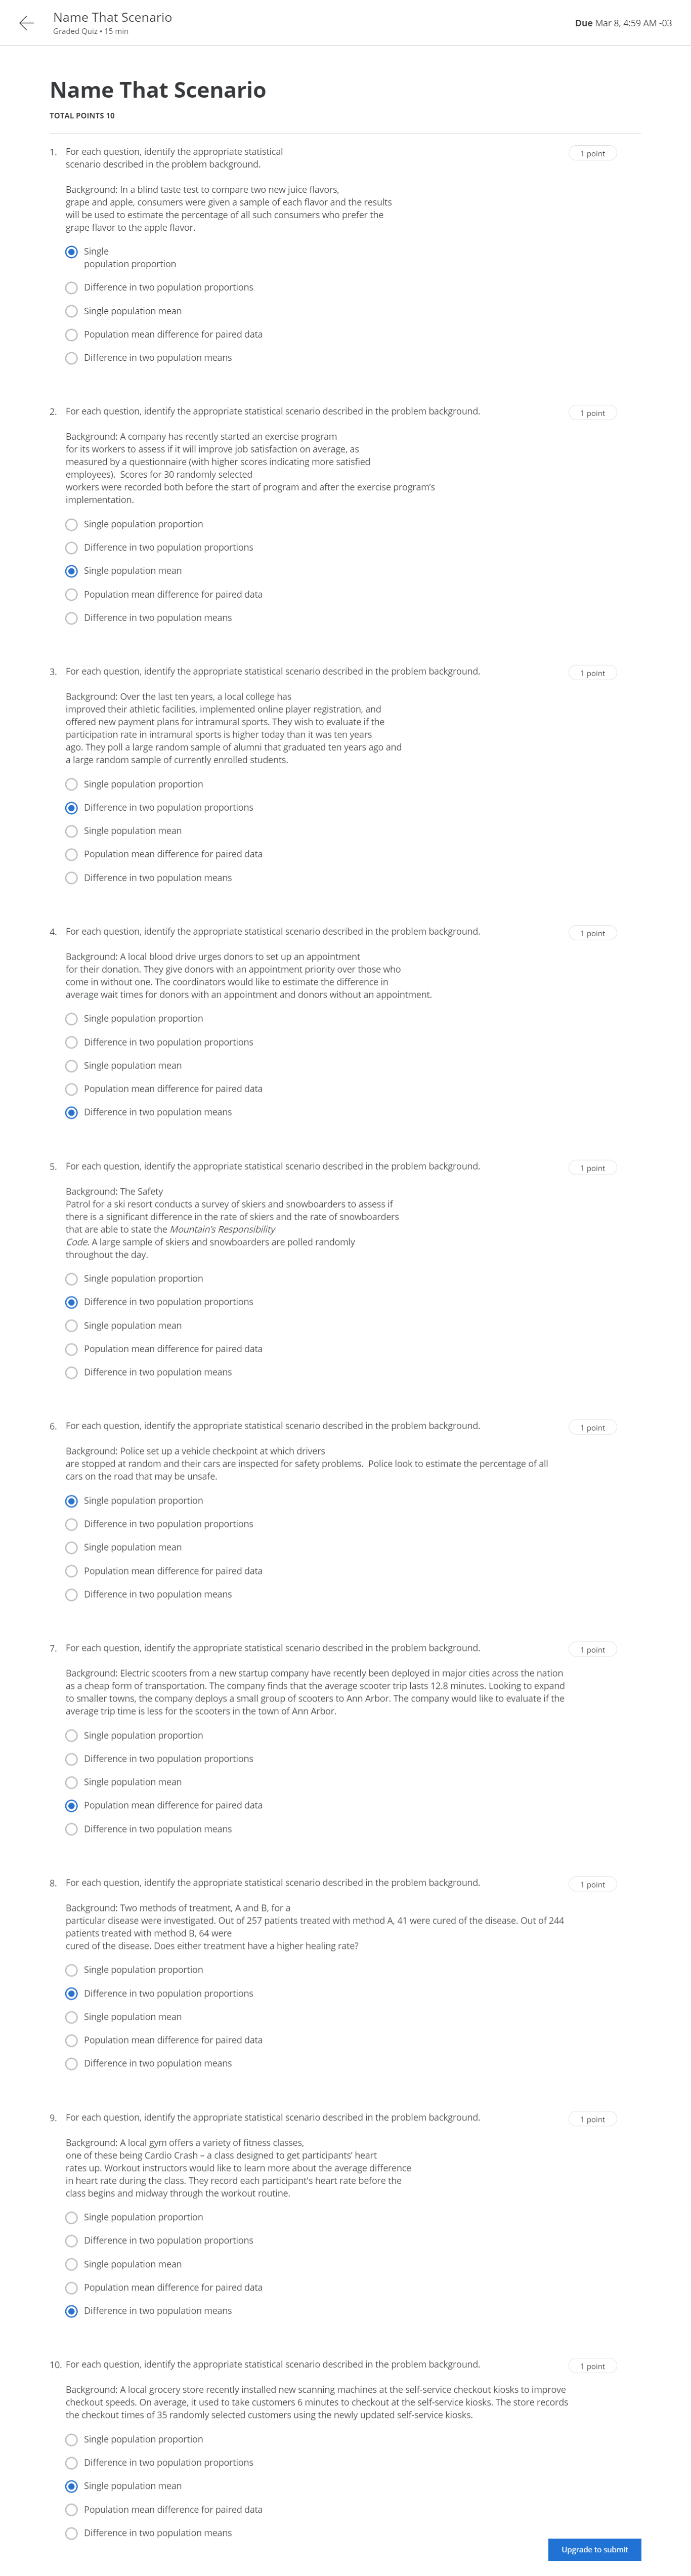 Name That Scenario
Graded Quiz • 15 min
Due Mar 8, 4:59 AM -03
Name That Scenario
TOTAL POINTS 10
1. For each question, identify the appropriate statistical
scenario described in the problem background.
1 point
Background: In a blind taste test to compare two new juice flavors,
grape and apple, consumers were given a sample of each flavor and the results
will be used to estimate the percentage of all such consumers who prefer the
grape flavor to the apple flavor.
Single
population proportion
Difference in two population proportions
Single population mean
Population mean difference for paired data
Difference in two population means
2. For each question, identify the appropriate statistical scenario described in the problem background.
1 point
Background: A company has recently started an exercise program
for its workers to assess if it will improve job satisfaction on average, as
measured by a questionnaire (with higher scores indicating more satisfied
employees).  Scores for 30 randomly selected
workers were recorded both before the start of program and after the exercise program's
implementation.
Single population proportion
Difference in two population proportions
Single population mean
Population mean difference for paired data
Difference in two population means
3. For each question, identify the appropriate statistical scenario described in the problem background.
1 point
Background: Over the last ten years, a local college has
improved their athletic facilities, implemented online player registration, and
offered new payment plans for intramural sports. They wish to evaluate if the
participation rate in intramural sports is higher today than it was ten years
ago. They poll a large random sample of alumni that graduated ten years ago and
a large random sample of currently enrolled students.
Single population proportion
Difference in two population proportions
Single population mean
Population mean difference for paired data
Difference in two population means
4. For each question, identify the appropriate statistical scenario described in the problem background.
1 point
Background: A local blood drive urges donors to set up an appointment
for their donation. They give donors with an appointment priority over those who
come in without one. The coordinators would like to estimate the difference in
average wait times for donors with an appointment and donors without an appointment.
Single population proportion
Difference in two population proportions
Single population mean
Population mean difference for paired data
Difference in two population means
5. For each question, identify the appropriate statistical scenario described in the problem background.
1 point
Background: The Safety
Patrol for a ski resort conducts a survey of skiers and snowboarders to assess if
there is a significant difference in the rate of skiers and the rate of snowboarders
that are able to state the Mountain's Responsibility
Code. A large sample of skiers and snowboarders are polled randomly
throughout the day.
Single population proportion
Difference in two population proportions
Single population mean
Population mean difference for paired data
Difference in two population means
6. For each question, identify the appropriate statistical scenario described in the problem background.
1 point
Background: Police set up a vehicle checkpoint at which drivers
are stopped at random and their cars are inspected for safety problems.  Police look to estimate the percentage of all
cars on the road that may be unsafe.
Single population proportion
Difference in two population proportions
Single population mean
Population mean difference for paired data
Difference in two population means
7. For each question, identify the appropriate statistical scenario described in the problem background.
1 point
Background: Electric scooters from a new startup company have recently been deployed in major cities across the nation
as a cheap form of transportation. The company finds that the average scooter trip lasts 12.8 minutes. Looking to expand
to smaller towns, the company deploys a small group of scooters to Ann Arbor. The company would like to evaluate if the
average trip time is less for the scooters in the town of Ann Arbor.
Single population proportion
Difference in two population proportions
Single population mean
Population mean difference for paired data
Difference in two population means
8. For each question, identify the appropriate statistical scenario described in the problem background.
1 point
Background: Two methods of treatment, A and B, for a
particular disease were investigated. Out of 257 patients treated with method A, 41 were cured of the disease. Out of 244
patients treated with method B, 64 were
cured of the disease. Does either treatment have a higher healing rate?
Single population proportion
Difference in two population proportions
Single population mean
Population mean difference for paired data
Difference in two population means
9. For each question, identify the appropriate statistical scenario described in the problem background.
1 point
Background: A local gym offers a variety of fitness classes,
one of these being Cardio Crash – a class designed to get participants' heart
rates up. Workout instructors would like to learn more about the average difference
in heart rate during the class. They record each participant's heart rate before the
class begins and midway through the workout routine.
Single population proportion
Difference in two population proportions
Single population mean
Population mean difference for paired data
Difference in two population means
10. For each question, identify the appropriate statistical scenario described in the problem background.
1 point
Background: A local grocery store recently installed new scanning machines at the self-service checkout kiosks to improve
checkout speeds. On average, it used to take customers 6 minutes to checkout at the self-service kiosks. The store records
the checkout times of 35 randomly selected customers using the newly updated self-service kiosks.
Single population proportion
Difference in two population proportions
Single population mean
Population mean difference for paired data
Difference in two population means
Upgrade to submit